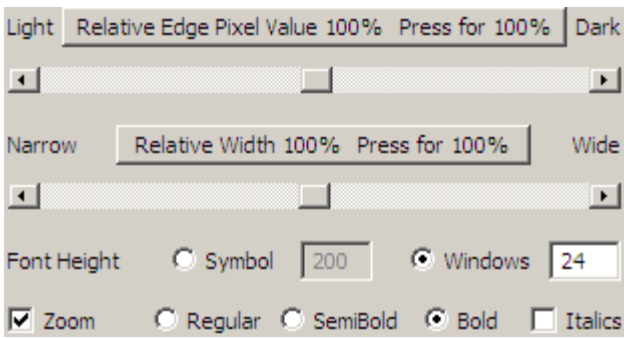 Light Relative Edge Pixel Value 100% Press for 100% Dark
Narrow Relative Width 100% Press for 100% Wide
Font Height Symbol 200 Windows 24
Zoom Regular SemiBold Bold Italics